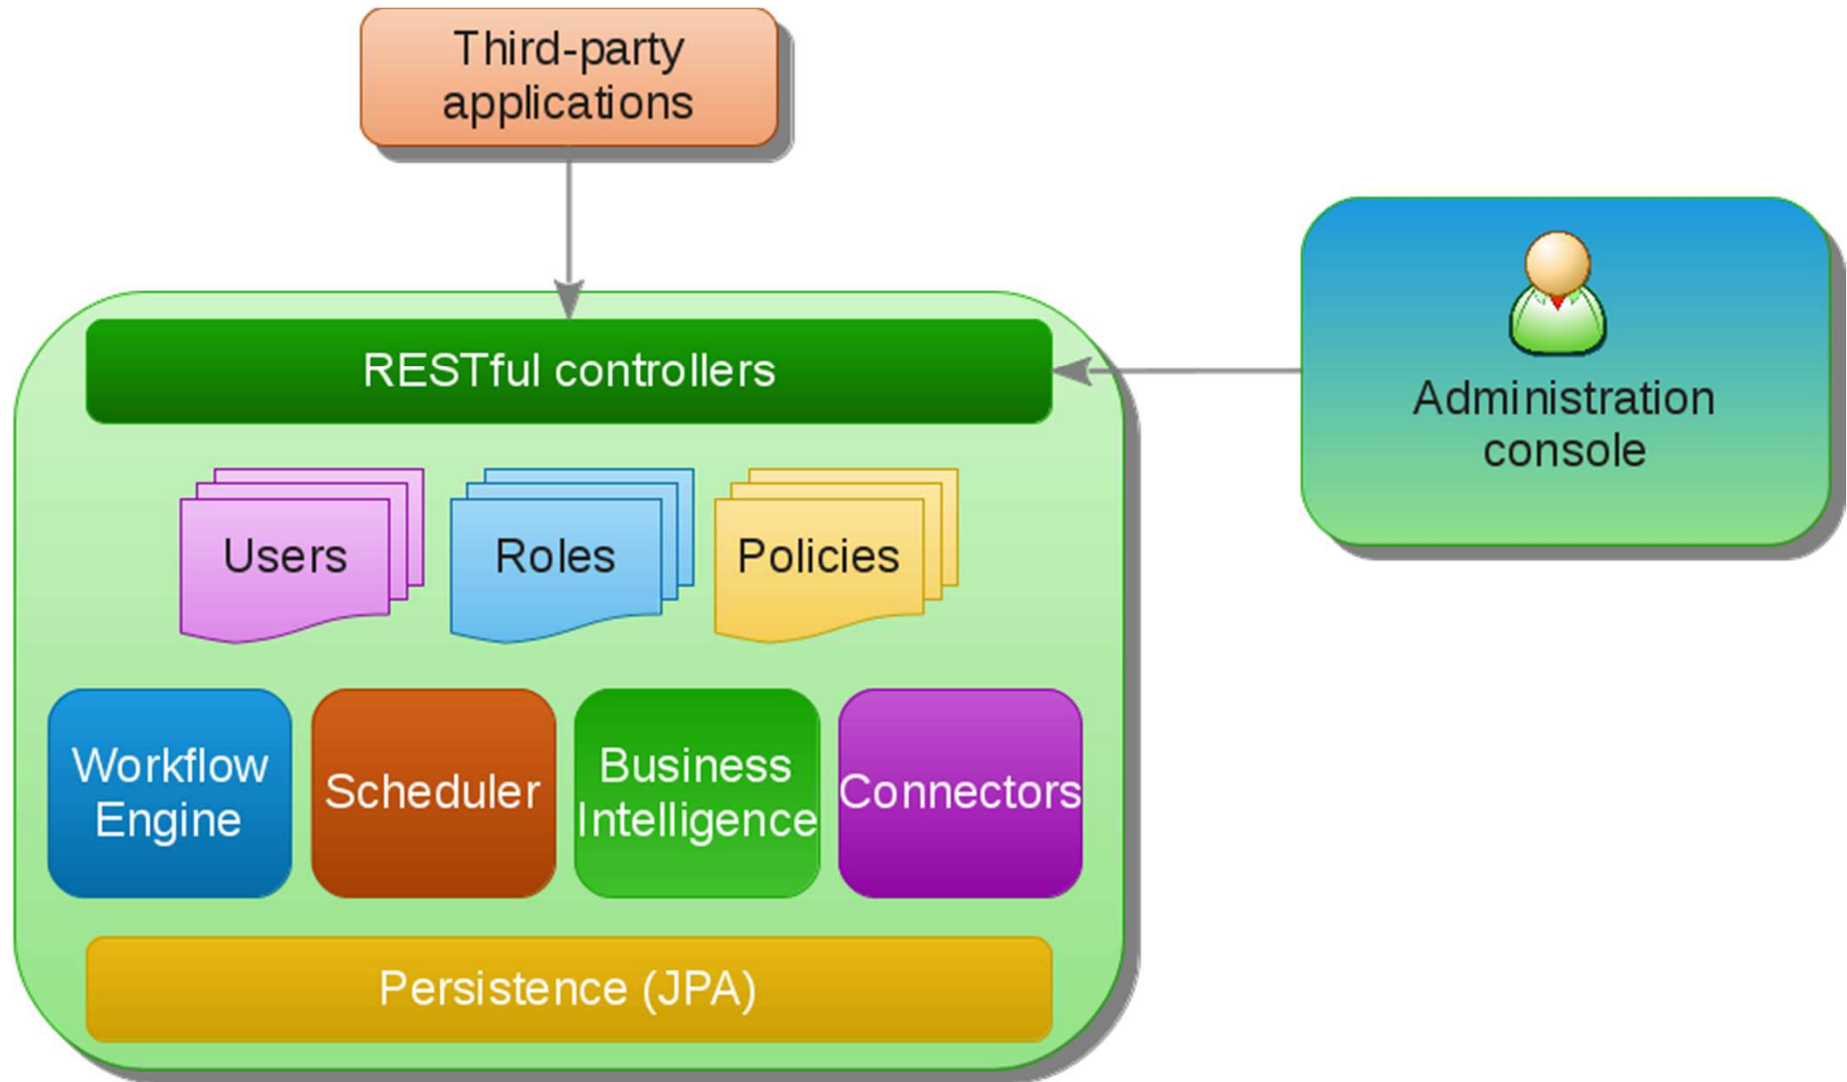 Third-party
applications
RESTful controllers
Administration
console
Users
Roles
Policies
Workflow
Engine
Scheduler
Business
Intelligence
Connectors
Persistence (JPA)